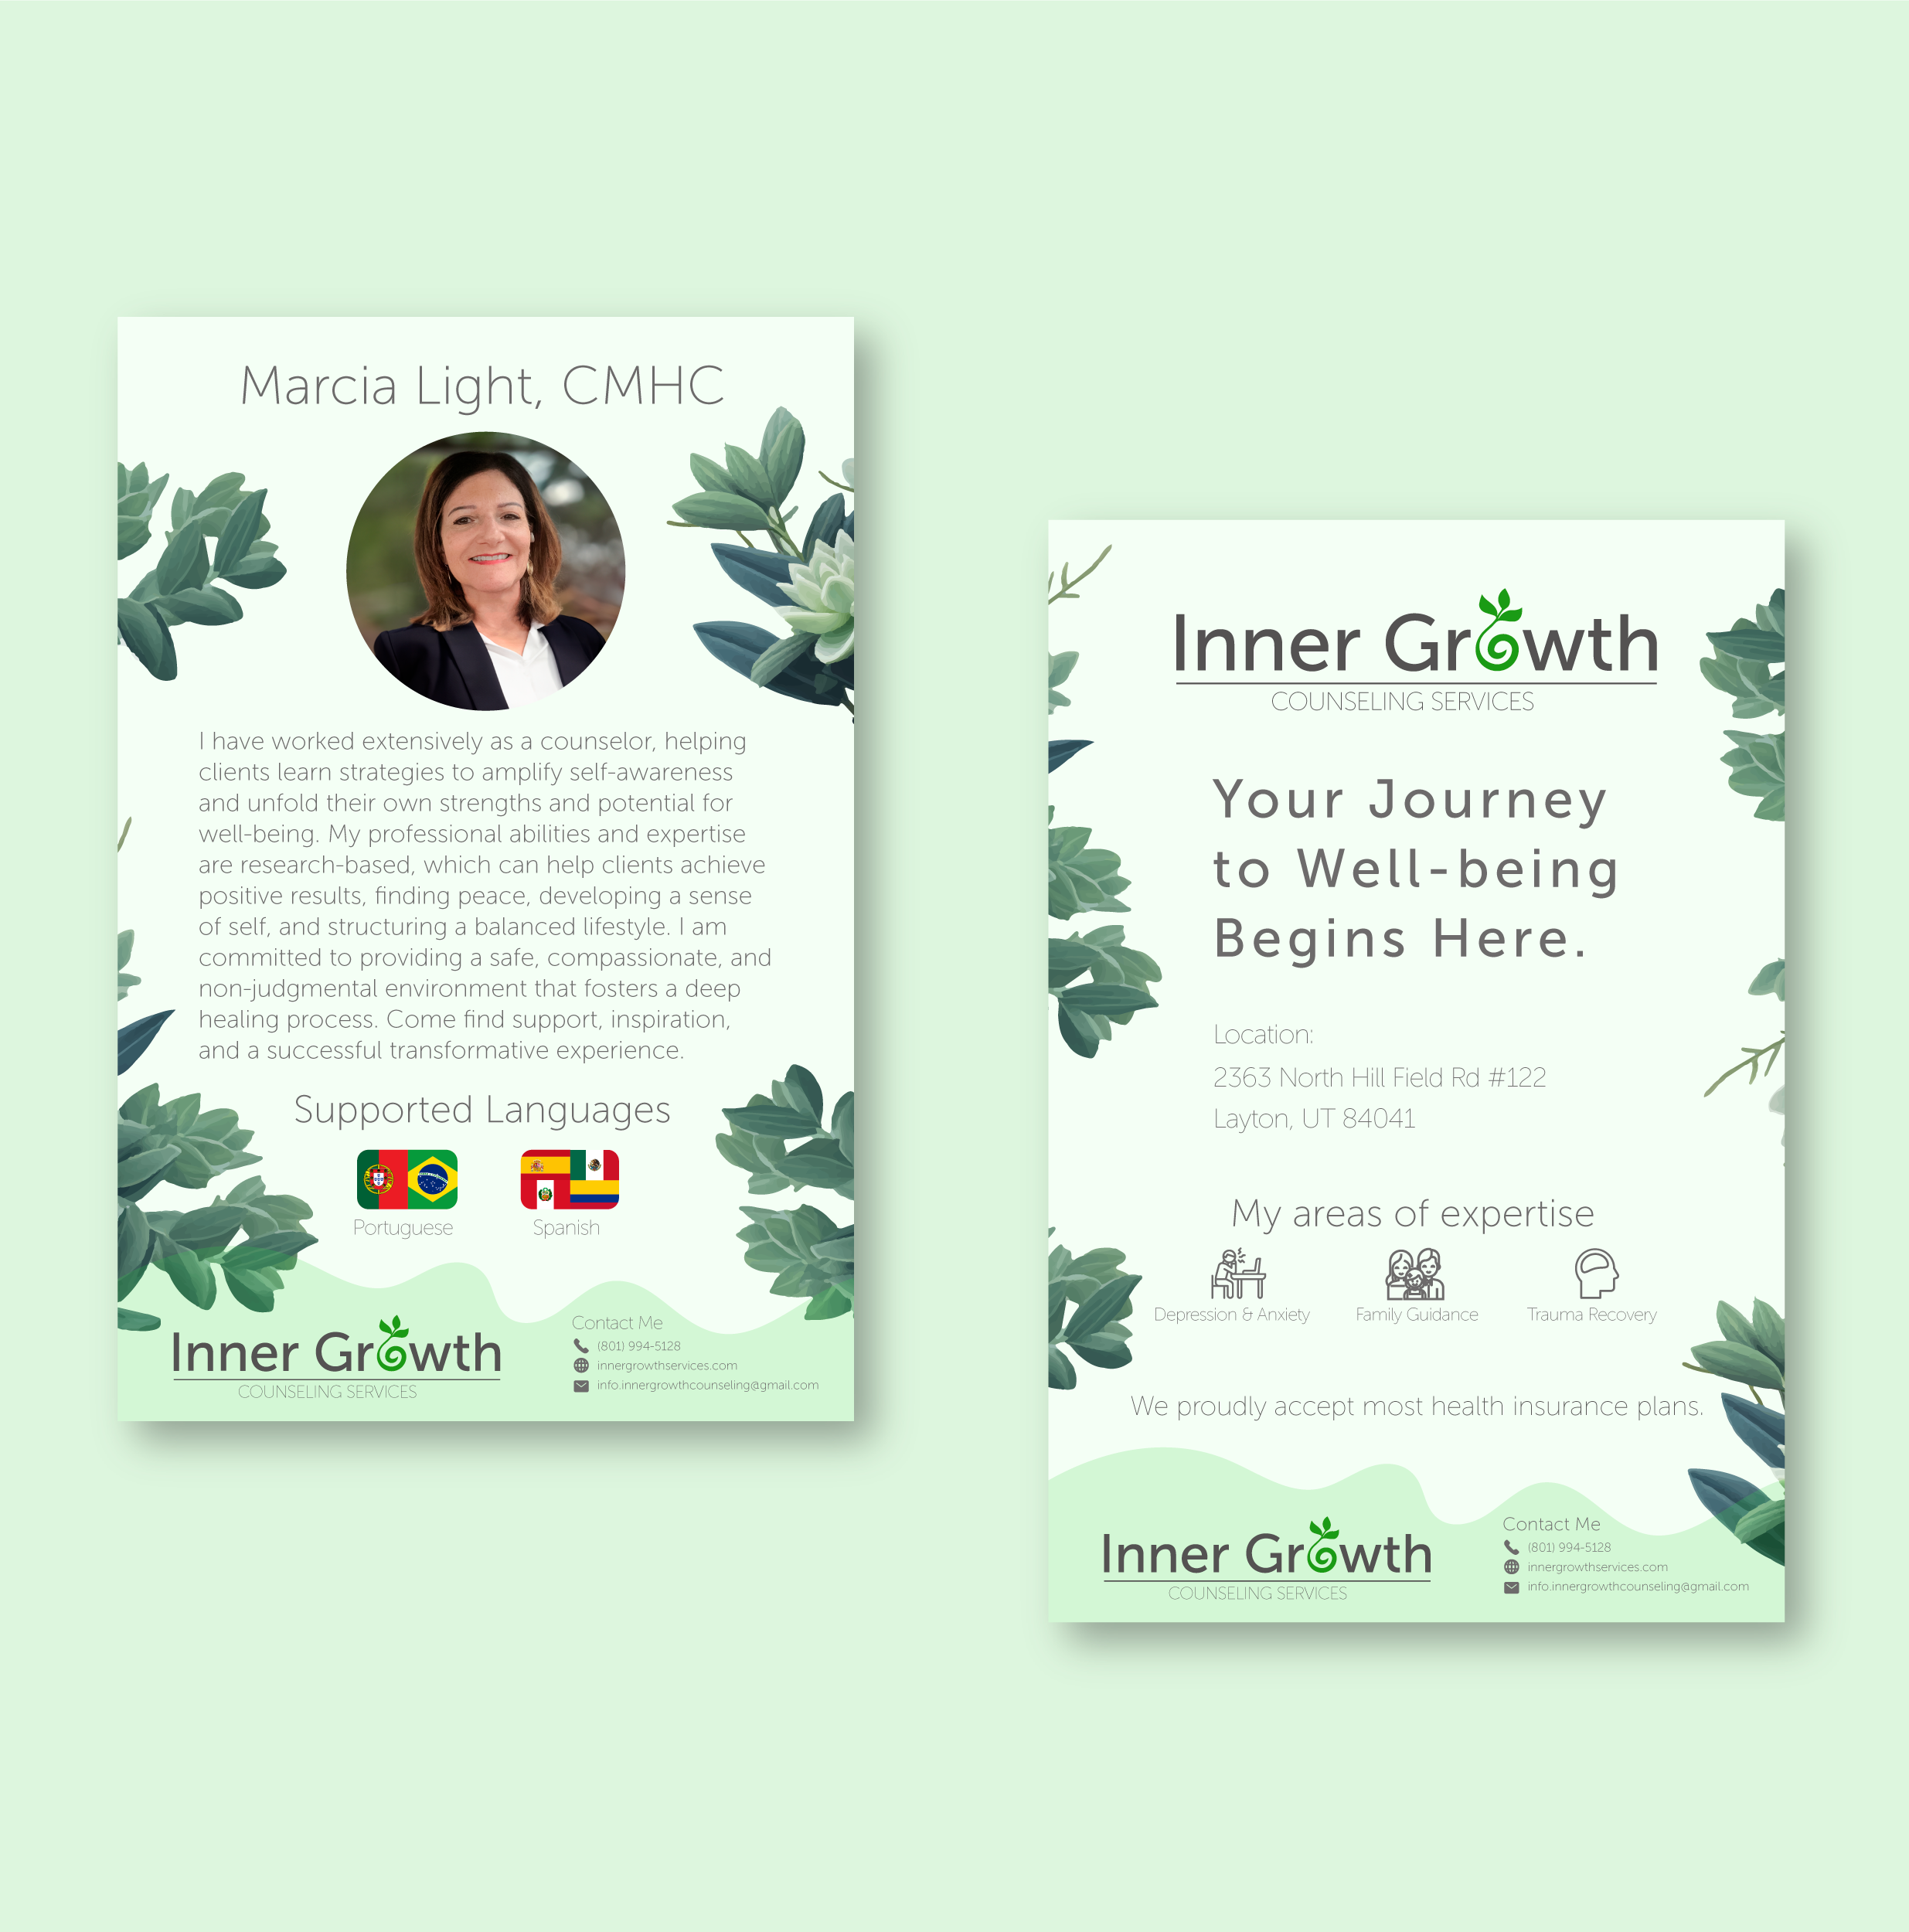 Marcia Light, CMHC
I have worked extensively as a counselor, helping
clients learn strategies to amplify self-awareness
and unfold their own strengths and potential for
well-being. My professional abilities and expertise
are research-based, which can help clients achieve
positive results, finding peace, developing a sense
of self, and structuring a balanced lifestyle. I am
committed to providing a safe, compassionate, and
non-judgmental environment that fosters a deep
healing process. Come find support, inspiration,
and a successful transformative experience.
Supported Languages
Portuguese
Spanish
Inner Growth
COUNSELING SERVICES
Contact Me
(801) 994-5128
innergrowthservices.com
info.innergrowthcounseling@gmail.com
Inner Growth
COUNSELING SERVICES
Your Journey
to Well-being
Begins Here.
Location:
2363 North Hill Field Rd #122
Layton, UT 84041
My areas of expertise
Depression & Anxiety
Family Guidance
Trauma Recovery
We proudly accept most health insurance plans.
Inner Growth
COUNSELING SERVICES
Contact Me
(801) 994-5128
innergrowthservices.com
info.innergrowthcounseling@gmail.com